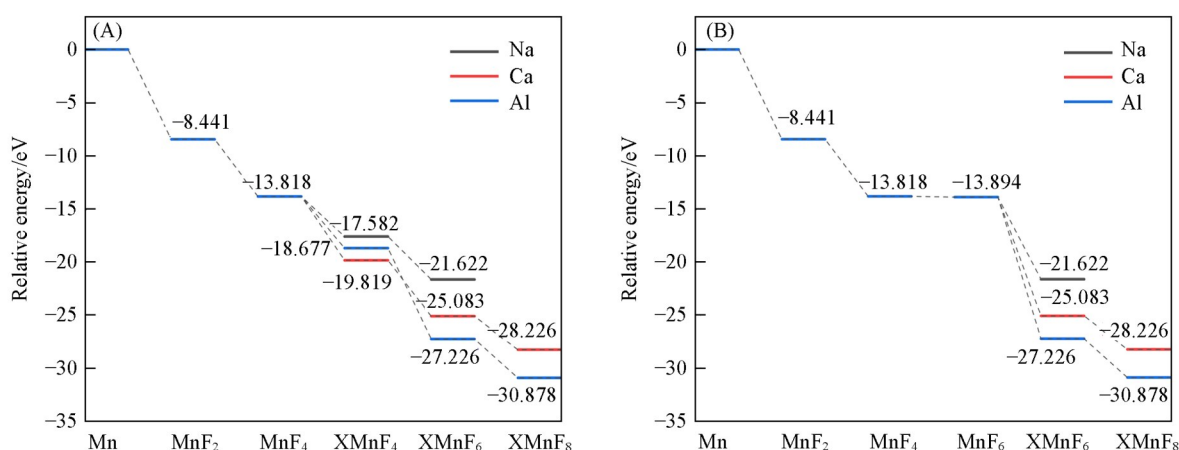 (A)
Na
Ca
Al
Relative energy/eV
0
−5
−10
−15
−20
−25
−30
−35
−8.441
−13.818
−17.582
−18.677
−19.819
−21.622
−25.083
−27.226
−28.226
−30.878
Mn
MnF₂
MnF₄
XMnF₄
XMnF₆
XMnF₈
(B)
Na
Ca
Al
Relative energy/eV
0
−5
−10
−15
−20
−25
−30
−35
−8.441
−13.818
−13.894
−21.622
−25.083
−27.226
−28.226
−30.878
Mn
MnF₂
MnF₄
MnF₆
XMnF₆
XMnF₈